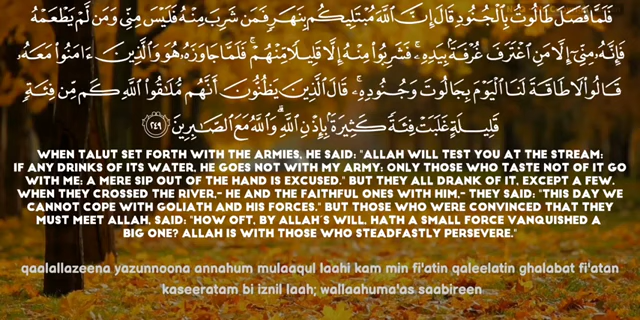 فَلَمَّا فَصَلَ طَالُوتُ بِالْجُنُودِ قَالَ إِنَّ اللَّهَ مُبْتَلِيكُم بِنَهَرٍ فَمَن شَرِبَ مِنْهُ فَلَيْسَ مِنِّي وَمَن لَّمْ يَطْعَمْهُ
فَإِنَّهُ مِنِّي إِلَّا مَنِ اغْتَرَفَ غُرْفَةً بِيَدِهِ ۚ فَشَرِبُوا مِنْهُ إِلَّا قَلِيلًا مِّنْهُمْ ۚ فَلَمَّا جَاوَزَهُ هُوَ وَالَّذِينَ ءَامَنُوا مَعَهُ
قَالُوا لَا طَاقَةَ لَنَا الْيَوْمَ بِجَالُوتَ وَجُنُودِهِ ۚ قَالَ الَّذِينَ يَظُنُّونَ أَنَّهُم مُّلَاقُوا اللَّهِ كَم مِّن فِئَةٍ
قَلِيلَةٍ غَلَبَتْ فِئَةً كَثِيرَةً بِإِذْنِ اللَّهِ ۗ وَاللَّهُ مَعَ الصَّابِرِينَ ﴿٢٤٩﴾
WHEN TALUT SET FORTH WITH THE ARMIES, HE SAID: "ALLAH WILL TEST YOU AT THE STREAM:
IF ANY DRINKS OF ITS WATER, HE GOES NOT WITH MY ARMY: ONLY THOSE WHO TASTE NOT OF IT GO
WITH ME: A MERE SIP OUT OF THE HAND IS EXCUSED." BUT THEY ALL DRANK OF IT, EXCEPT A FEW.
WHEN THEY CROSSED THE RIVER,- HE AND THE FAITHFUL ONES WITH HIM,- THEY SAID: "THIS DAY WE
CANNOT COPE WITH GOLIATH AND HIS FORCES." BUT THOSE WHO WERE CONVINCED THAT THEY
MUST MEET ALLAH, SAID: "HOW OFT, BY ALLAH'S WILL, HATH A SMALL FORCE VANQUISHED A
BIG ONE? ALLAH IS WITH THOSE WHO STEADFASTLY PERSEVERE."
qaalallazeena yazunnoona annahum mulaaqul laahi kam min fi'atin qaleelatin ghalabat fi'atan
kaseeratam bi iznil laah; wallaahuma'as saabireen